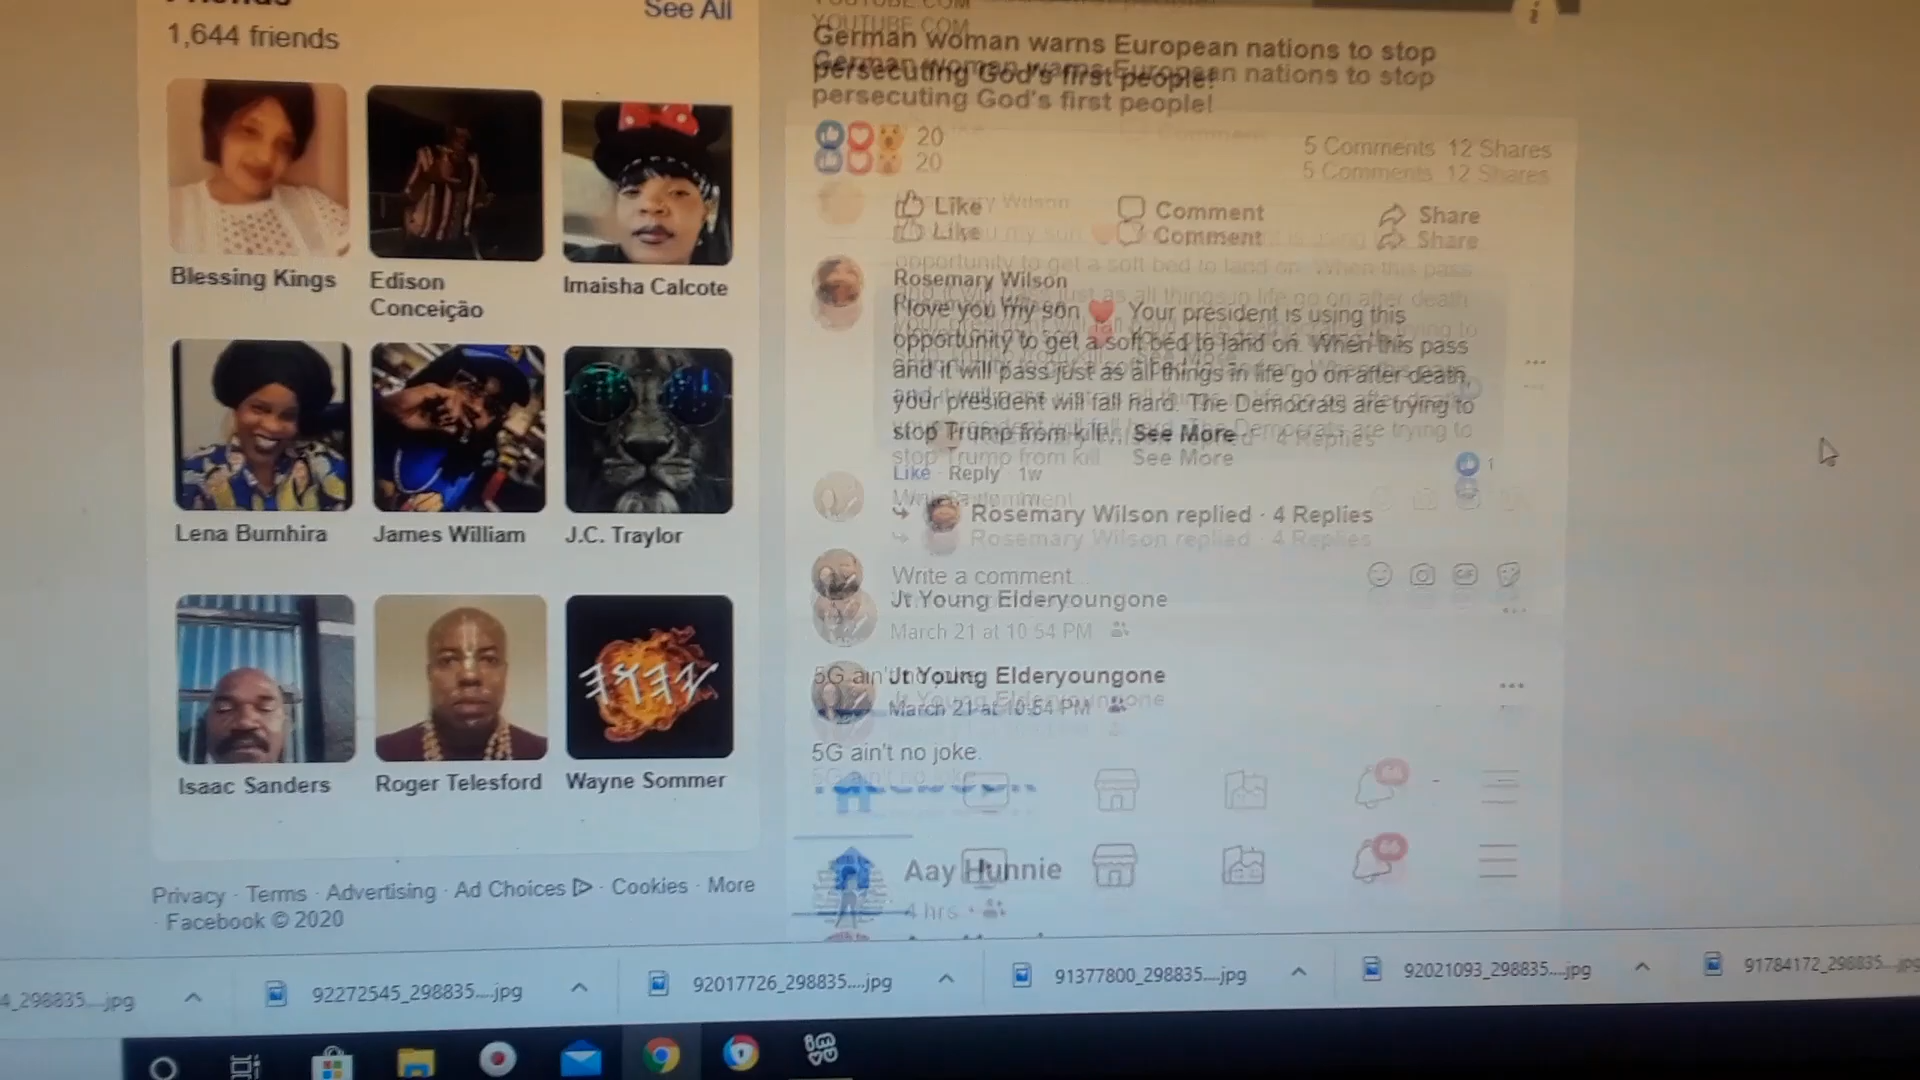 See All
1,644 friends
Blessing Kings
Edison
Conceição
Imaisha Calcote
Lena Bumhira
James William
J.C. Traylor
Isaac Sanders
Roger Telesford
Wayne Sommer
Privacy · Terms · Advertising · Ad Choices · Cookies · More
· Facebook © 2020
YOUTUBE.COM
German woman warns European nations to stop
persecuting God's first people!
20
5 Comments 12 Shares
Like
Comment
Share
Rosemary Wilson
I love you my son Your president is using this
opportunity to get a soft bed to land on. When this pass
and it will pass just as all things in life go on after death,
your president will fall hard. The Democrats are trying to
stop Trump from kill... See More
Like · Reply · 1w
1
Rosemary Wilson replied · 4 Replies
Write a comment...
GIF
Jt Young Elderyoungone
March 21 at 10:54 PM
5G ain't no joke.
66
Aay Hunnie
4 hrs
4_298835....jpg
92272545_298835....jpg
92017726_298835....jpg
91377800_298835....jpg
92021093_298835....jpg
91784172_298835....jpg